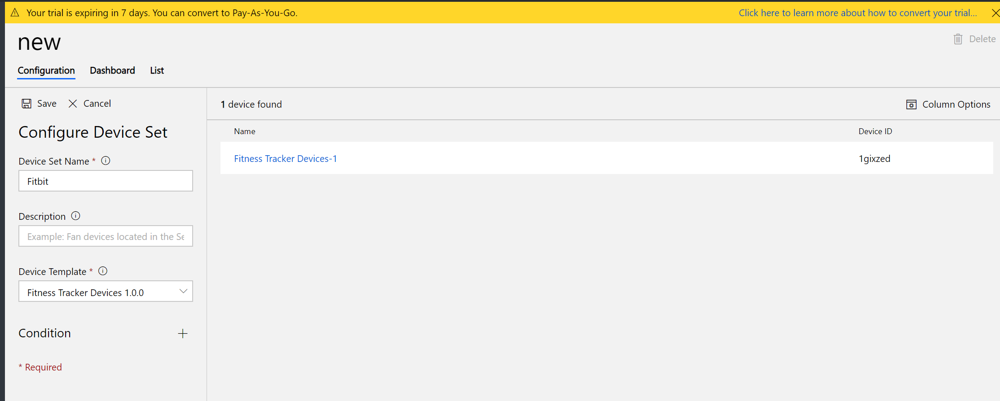 Your trial is expiring in 7 days. You can convert to Pay-As-You-Go.
Click here to learn more about how to convert your trial...
new
Delete
Configuration Dashboard List
Save Cancel
Configure Device Set
Device Set Name *
Fitbit
Description
Example: Fan devices located in the Se
Device Template *
Fitness Tracker Devices 1.0.0
Condition
* Required
1 device found
Column Options
Name Device ID
Fitness Tracker Devices-1 1gixzed